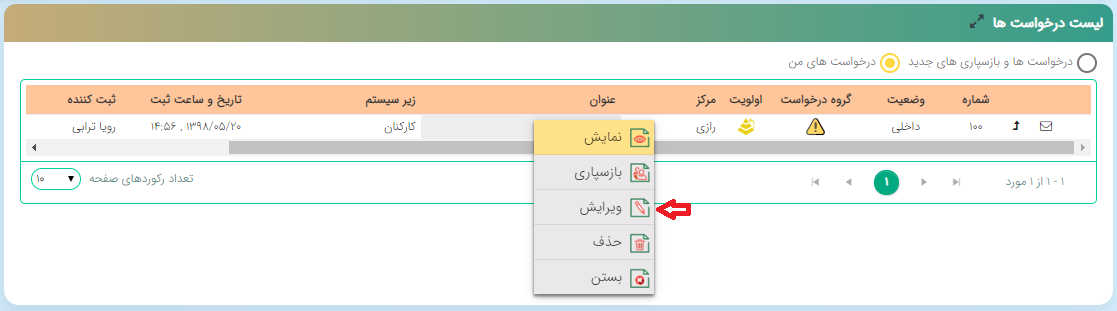 لیست درخواست ها
درخواست ها و بازسپاری های جدید درخواست های من
شماره وضعیت گروه درخواست اولویت مرکز عنوان زیر سیستم تاریخ و ساعت ثبت ثبت کننده
۱۰۰ داخلی رازی کارکنان ۱۳۹۸/۰۵/۲۰ , ۱۴:۵۶ رویا ترابی
نمایش
بازسپاری
ویرایش
حذف
بستن
۱ - ۱ از ۱ مورد ۱ تعداد رکوردهای صفحه ۱۰